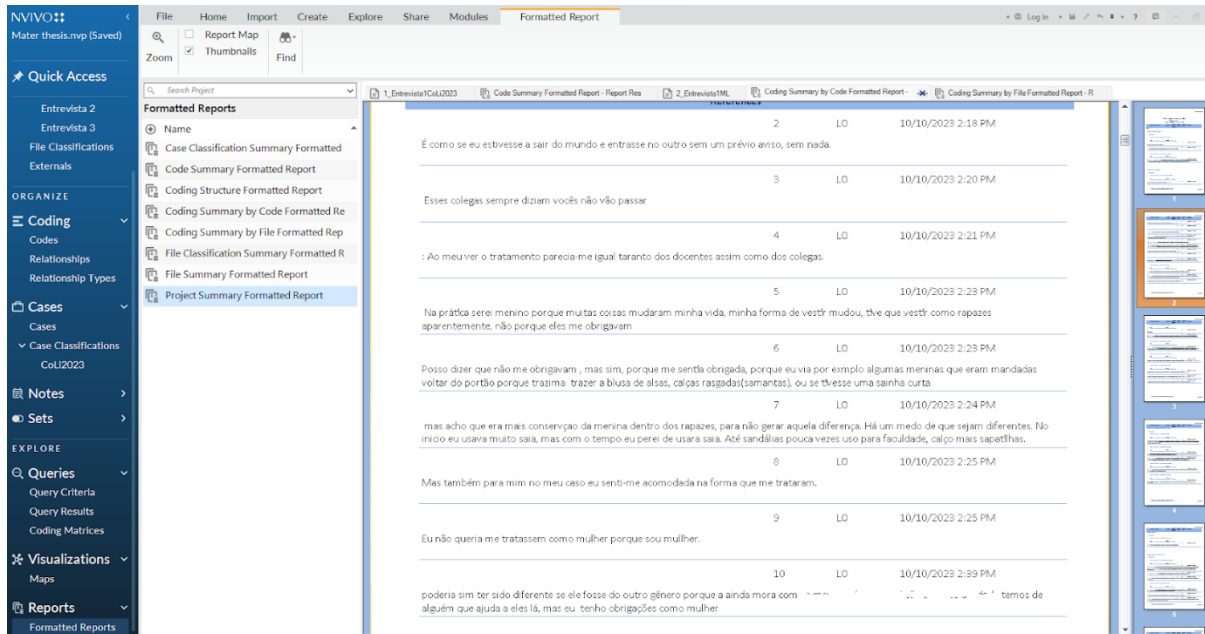 NVIVO
Mater thesis.nvp (Saved)
Quick Access
Entrevista 2
Entrevista 3
File Classifications
Externals
ORGANIZE
Coding
Codes
Relationships
Relationship Types
Cases
Cases
Case Classifications
CoLI2023
Notes
Sets
EXPLORE
Queries
Query Criteria
Query Results
Coding Matrices
Visualizations
Maps
Reports
Formatted Reports
File Home Import Create Explore Share Modules Formatted Report
Log In
Zoom
Report Map
Thumbnails
Find
Search Project
Formatted Reports
Name
Case Classification Summary Formatted
Code Summary Formatted Report
Coding Structure Formatted Report
Coding Summary by Code Formatted Re
Coding Summary by File Formatted Rep
File Classification Summary Formatted R
File Summary Formatted Report
Project Summary Formatted Report
1_Entrevista1CoLi2023 Code Summary Formatted Report - Report Res 2_Entrevista1ML Coding Summary by Code Formatted Report - Coding Summary by File Formatted Report - R
References
2 LO 10/10/2023 2:18 PM
É como se eu estivesse a sair do mundo e entrasse no outro sem um prévio aviso, sem nada.
3 LO 10/10/2023 2:20 PM
Esses colegas sempre diziam vocês não vão passar
4 LO 10/10/2023 2:21 PM
: Ao meu ver o tratamento parecia-me igual taranto dos docentes assim como dos colegas.
5 LO 10/10/2023 2:23 PM
Na prática serei menino porque muitas coisas mudaram minha vida, minha forma de vestir mudou, tive que vestir como rapazes
aparentemente, não porque eles me obrigavam
6 LO 10/10/2023 2:23 PM
Posso dizer que não me obrigavam , mas sim, porque me sentia obrigada, porque eu via por exmplo algumas meninas que eram mandadas
voltar do portão porque trazima trazer a blusa de alsas, calças rasgadas(samantas), ou se tivesse uma sainha curta
7 LO 10/10/2023 2:24 PM
mas acho que era mais conservçao da menina dentro dos rapazes, para não gerar aquela diferença. Há um medo de que sejam diferentes. No
inicio eu usava muito saia, mas com o tempo eu perei de usara saia. Até sandálias pouca vezes uso para faculdade, calço mais sapatilhas.
8 LO 10/10/2023 2:25 PM
Mas também para mim no meu caso eu senti-me acomodada na forma que me trataram.
9 LO 10/10/2023 2:25 PM
Eu não queria me tratassem como mulher porque sou mullher.
10 LO 10/10/2023 2:39 PM
poderia sim ter sido diferente se ele fosse do outro gênero porque a ainda mora com temos de
alguém que ajuda a eles lá, mas eu tenho obrigações como mulher
1
2
3
4
5